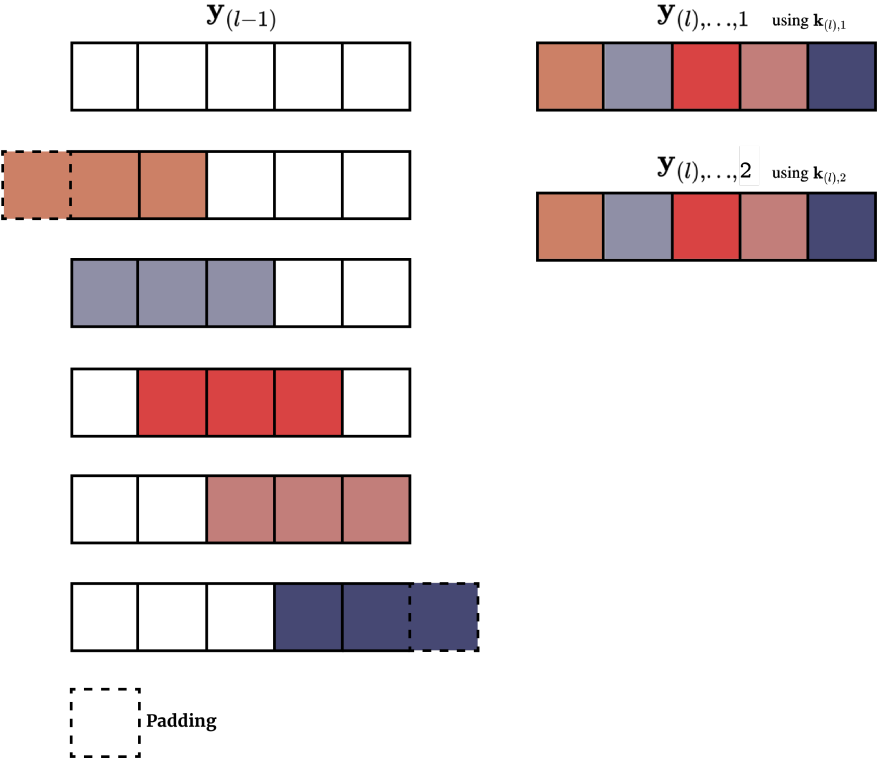 y(l−1)
y(l),…,1 using k(l),1
y(l),…,2 using k(l),2
Padding